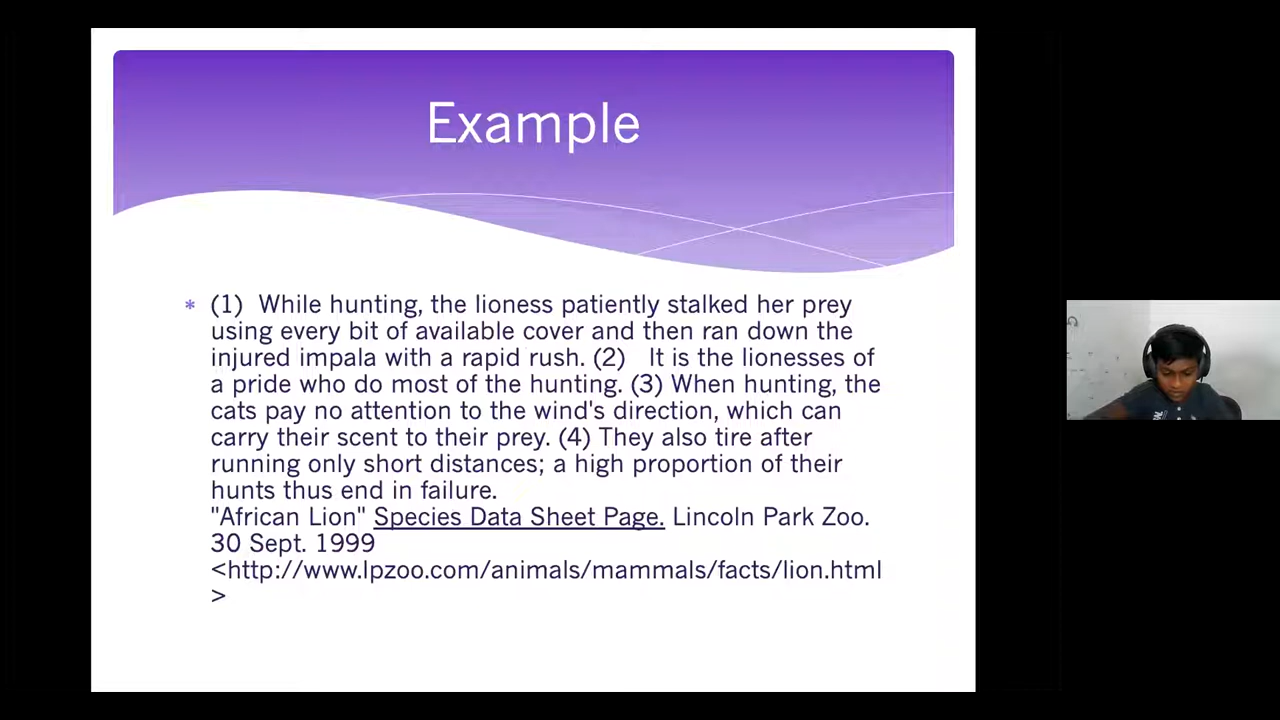 Example
* (1) While hunting, the lioness patiently stalked her prey
using every bit of available cover and then ran down the
injured impala with a rapid rush. (2) It is the lionesses of
a pride who do most of the hunting. (3) When hunting, the
cats pay no attention to the wind's direction, which can
carry their scent to their prey. (4) They also tire after
running only short distances; a high proportion of their
hunts thus end in failure.
"African Lion" Species Data Sheet Page. Lincoln Park Zoo.
30 Sept. 1999
<http://www.lpzoo.com/animals/mammals/facts/lion.html
>